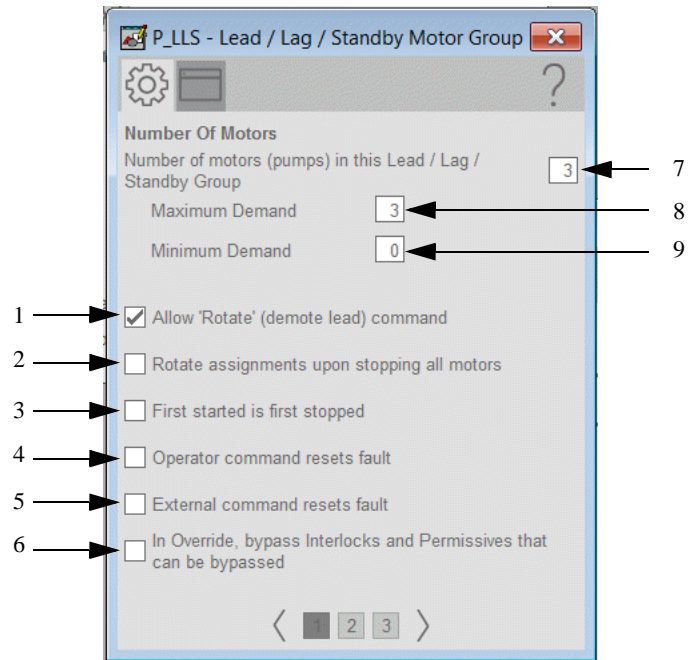 P_LLS - Lead / Lag / Standby Motor Group
?
Number Of Motors
Number of motors (pumps) in this Lead / Lag /
Standby Group
3
7
Maximum Demand
3
8
Minimum Demand
0
9
1
Allow 'Rotate' (demote lead) command
2
Rotate assignments upon stopping all motors
3
First started is first stopped
4
Operator command resets fault
5
External command resets fault
6
In Override, bypass Interlocks and Permissives that
can be bypassed
1 2 3